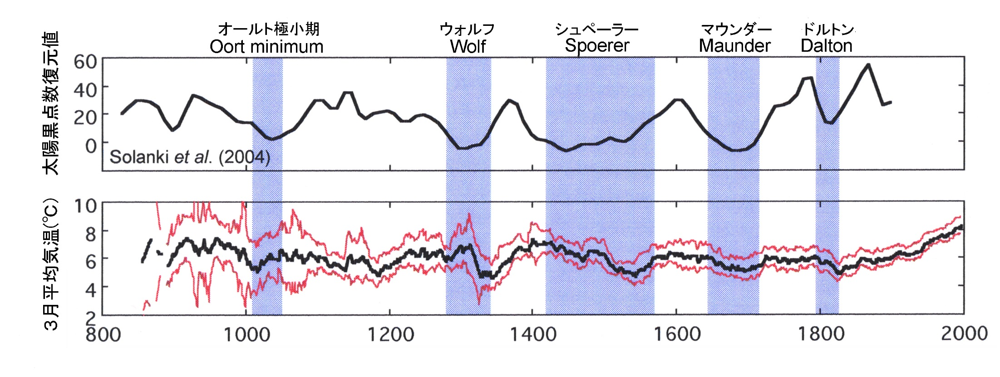 オールト極小期
Oort minimum
ウォルフ
Wolf
シュペーラー
Spoerer
マウンダー
Maunder
ドルトン
Dalton
太陽黒点数復元値
60
40
20
0
Solanki et al. (2004)
3月平均気温(℃)
10
8
6
4
2
800
1000
1200
1400
1600
1800
2000